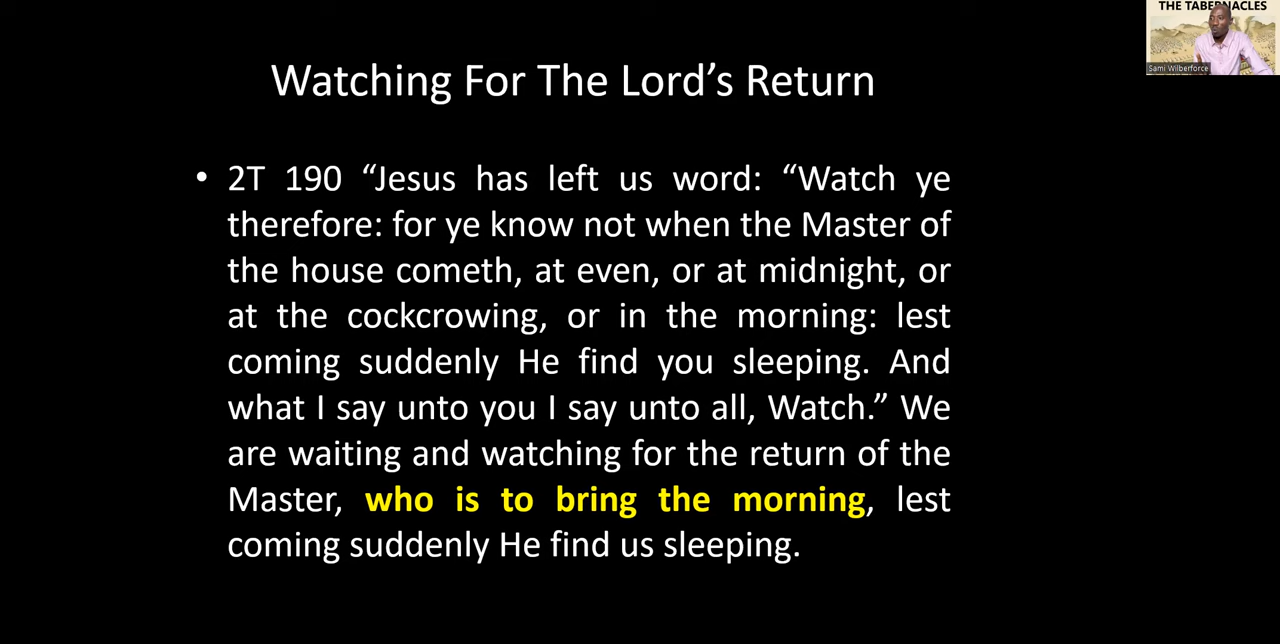 THE TABERNACLES
Sami Wilberforce
Watching For The Lord’s Return
• 2T 190 “Jesus has left us word: “Watch ye
therefore: for ye know not when the Master of
the house cometh, at even, or at midnight, or
at the cockcrowing, or in the morning: lest
coming suddenly He find you sleeping. And
what I say unto you I say unto all, Watch.” We
are waiting and watching for the return of the
Master, who is to bring the morning, lest
coming suddenly He find us sleeping.